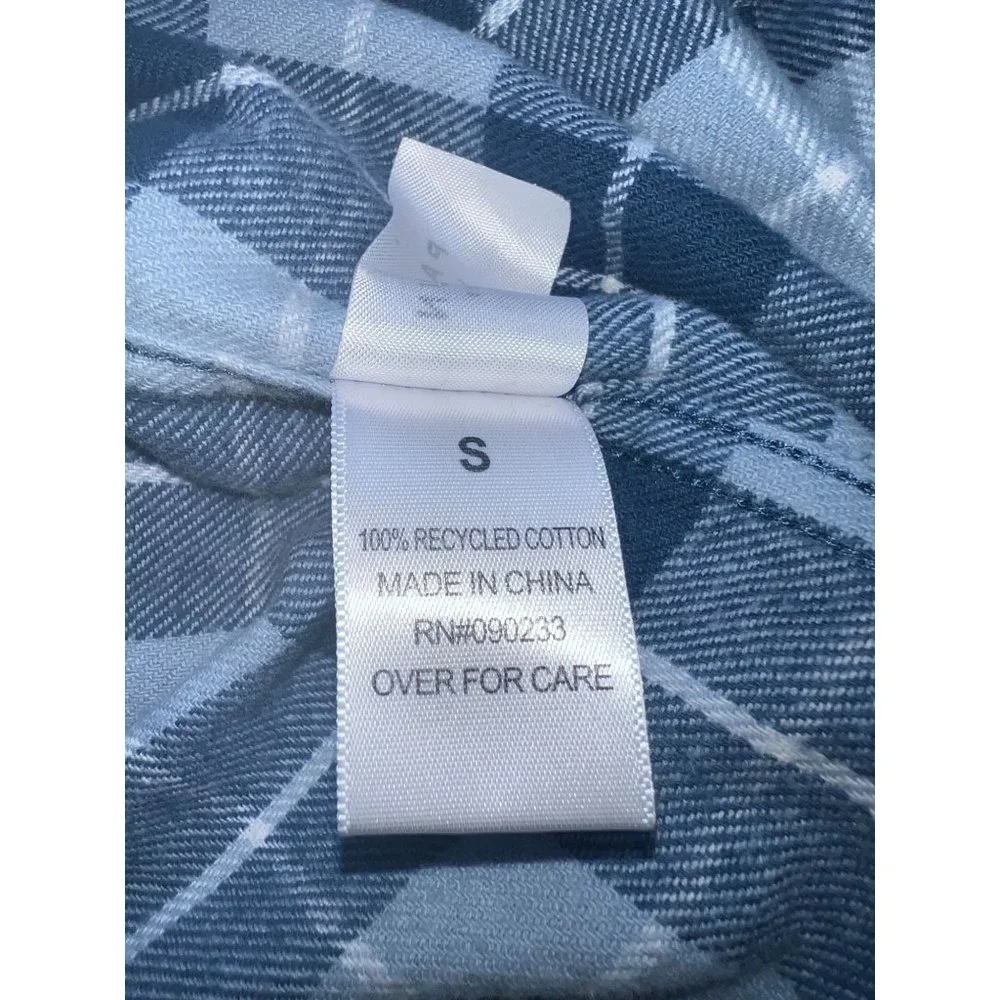 S
100% RECYCLED COTTON
MADE IN CHINA
RN#090233
OVER FOR CARE